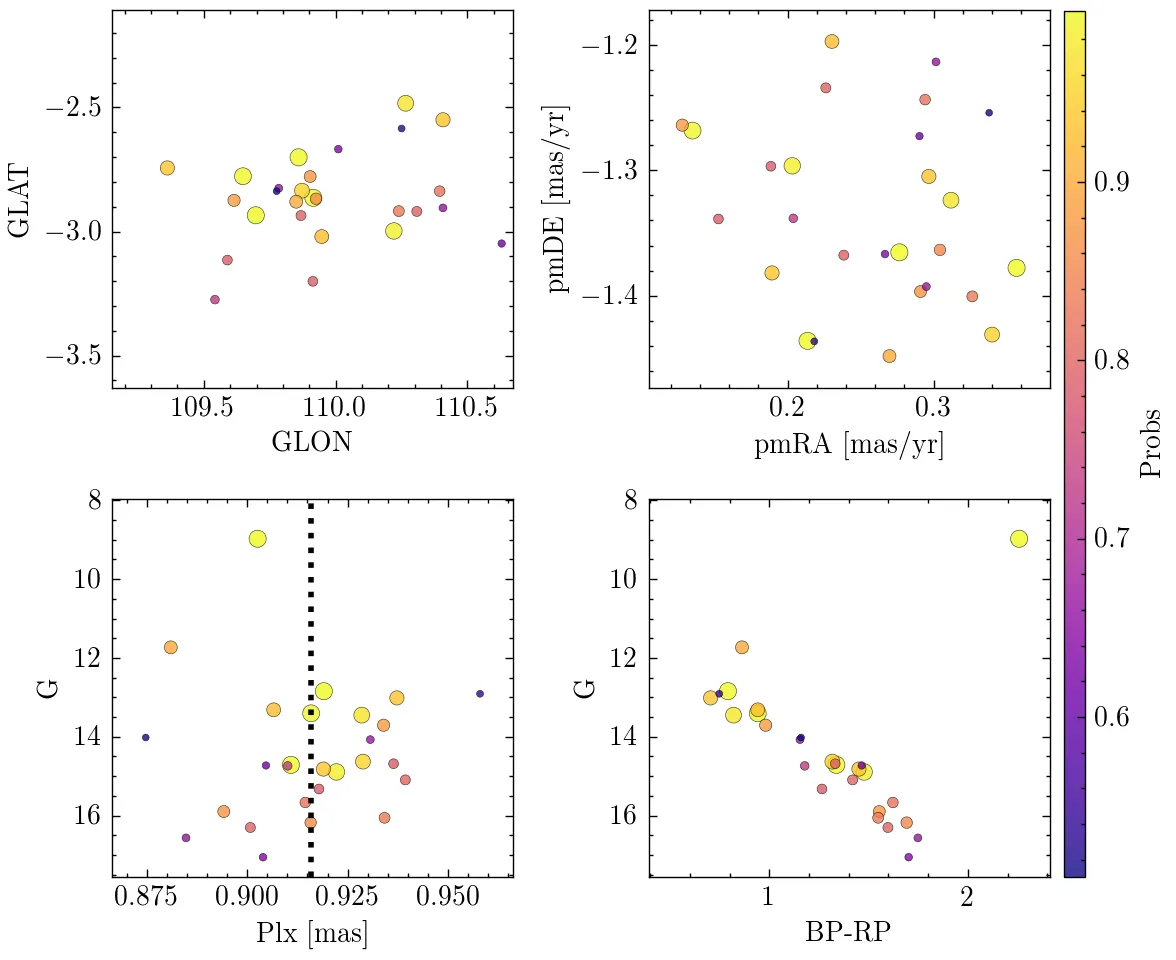 −2.5
−3.0
−3.5
GLAT
109.5 110.0 110.5
GLON
−1.2
−1.3
−1.4
pmDE [mas/yr]
0.2 0.3
pmRA [mas/yr]
8
10
12
14
16
G
0.875 0.900 0.925 0.950
Plx [mas]
8
10
12
14
16
G
1 2
BP-RP
0.9
0.8
0.7
0.6
Probs